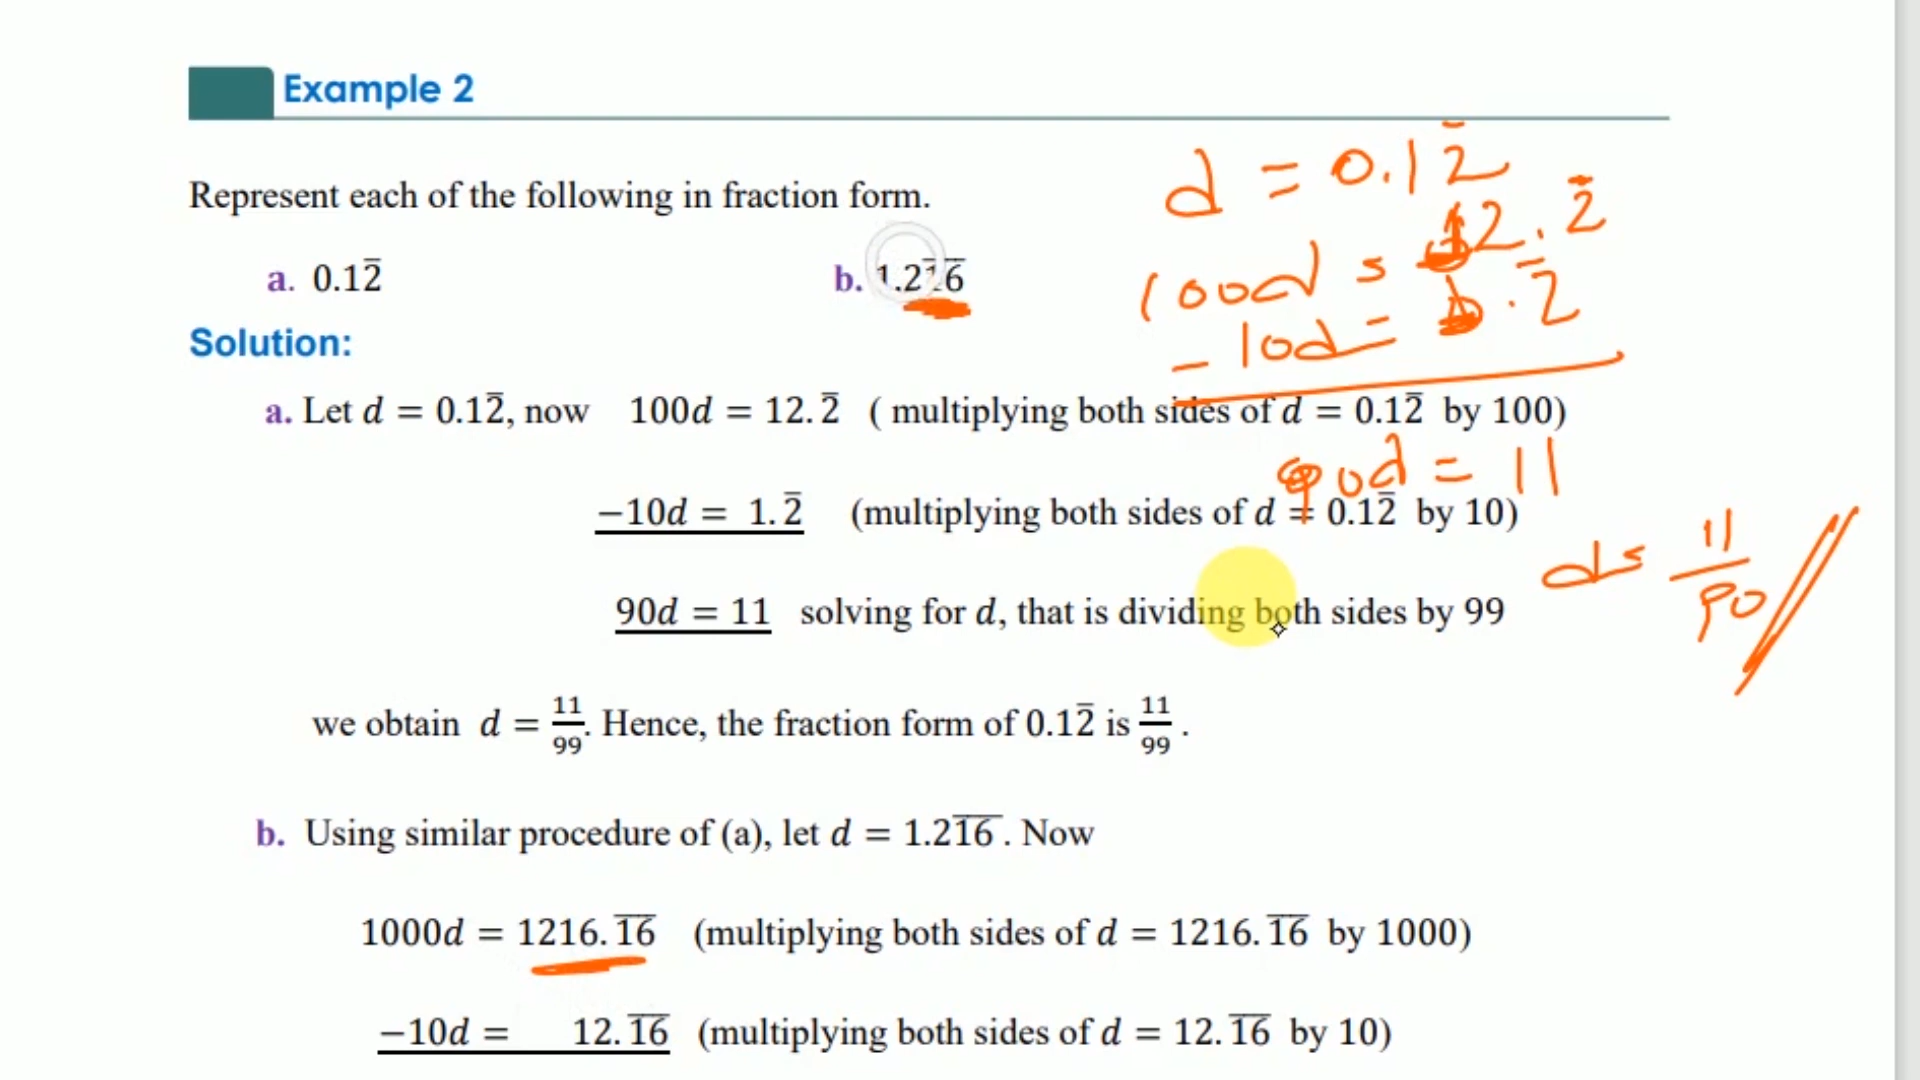 Example 2
d = 0.12̄
Represent each of the following in fraction form.
100d = 12.2̄
a. 0.12̄ b. 1.21̅6̅
- 10d = 1.2̄
Solution:
a. Let d = 0.12̄, now 100d = 12.2̄ ( multiplying both sides of d = 0.12̄ by 100)
90d = 11
−10d = 1.2̄ (multiplying both sides of d = 0.12̄ by 10)
d = 11/90
90d = 11 solving for d, that is dividing both sides by 99
we obtain d = 11/99. Hence, the fraction form of 0.12̄ is 11/99 .
b. Using similar procedure of (a), let d = 1.21̅6̅ . Now
1000d = 1216.1̅6̅ (multiplying both sides of d = 1216.1̅6̅ by 1000)
−10d = 12.1̅6̅ (multiplying both sides of d = 12.1̅6̅ by 10)